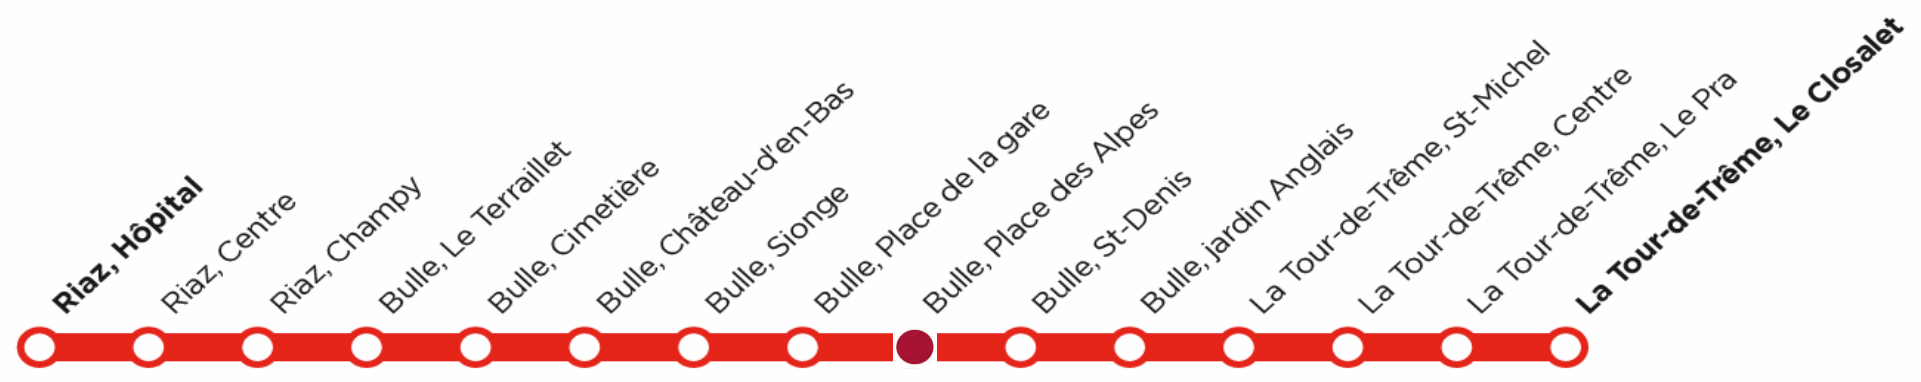 Riaz, Hôpital
Riaz, Centre
Riaz, Champy
Bulle, Le Terraillet
Bulle, Cimetière
Bulle, Château-d'en-Bas
Bulle, Sionge
Bulle, Place de la gare
Bulle, Place des Alpes
Bulle, St-Denis
Bulle, jardin Anglais
La Tour-de-Trême, St-Michel
La Tour-de-Trême, Centre
La Tour-de-Trême, Le Pra
La Tour-de-Trême, Le Closalet